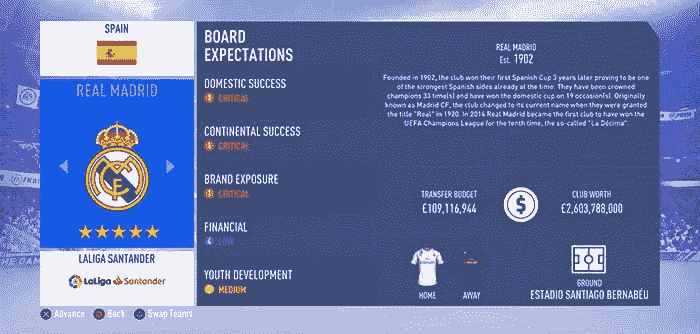 SPAIN
REAL MADRID
LALIGA SANTANDER
LaLiga Santander
BOARD
EXPECTATIONS
DOMESTIC SUCCESS
CRITICAL
CONTINENTAL SUCCESS
CRITICAL
BRAND EXPOSURE
CRITICAL
FINANCIAL
LOW
YOUTH DEVELOPMENT
MEDIUM
REAL MADRID
Est. 1902
Founded in 1902, the club won their first Spanish Cup 3 years later proving to be one
of the strongest Spanish sides already at the time. They have been crowned
champions 33 time(s) and have won the domestic cup on 19 occasion(s). Originally
known as Madrid CF, the club changed to its current name when they were granted
the title "Real" in 1920. In 2014 Real Madrid became the first club to have won the
UEFA Champions League for the tenth time, the so-called "La Décima".
TRANSFER BUDGET
£109,116,944
CLUB WORTH
£2,603,788,000
HOME
AWAY
GROUND
ESTADIO SANTIAGO BERNABÉU
Advance
Back
Swap Teams